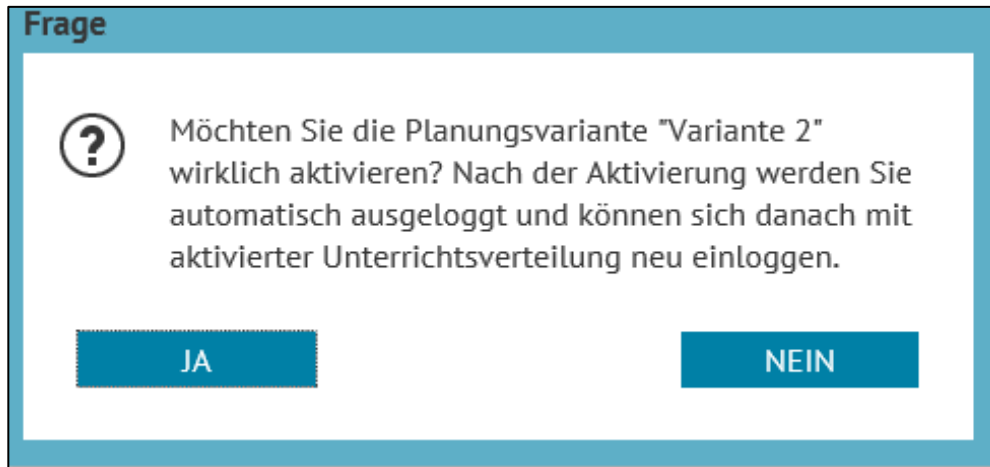 Frage
Möchten Sie die Planungsvariante "Variante 2"
wirklich aktivieren? Nach der Aktivierung werden Sie
automatisch ausgeloggt und können sich danach mit
aktivierter Unterrichtsverteilung neu einloggen.
JA
NEIN